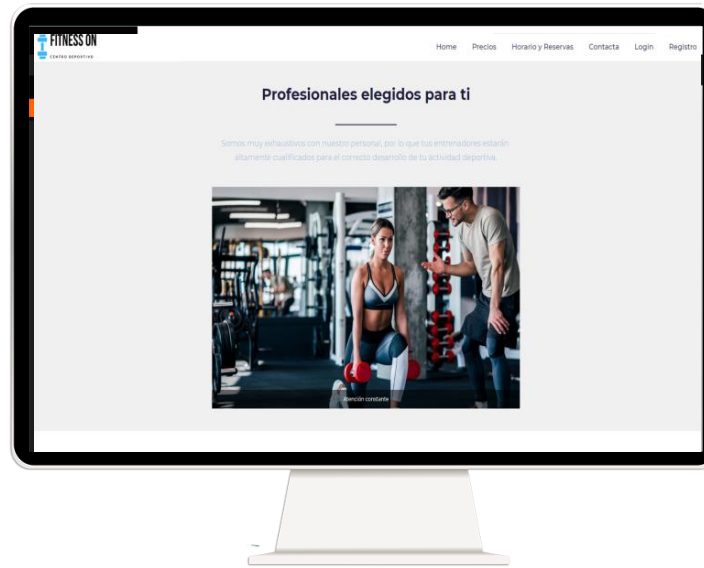 FITNESS ON
CENTRO DEPORTIVO
Home Precios Horario y Reservas Contacta Login Registro
Profesionales elegidos para ti
Somos muy exhaustivos con nuestro personal, por lo que tus entrenadores estarán
altamente cualificados para el correcto desarrollo de tu actividad deportiva
Atención constante